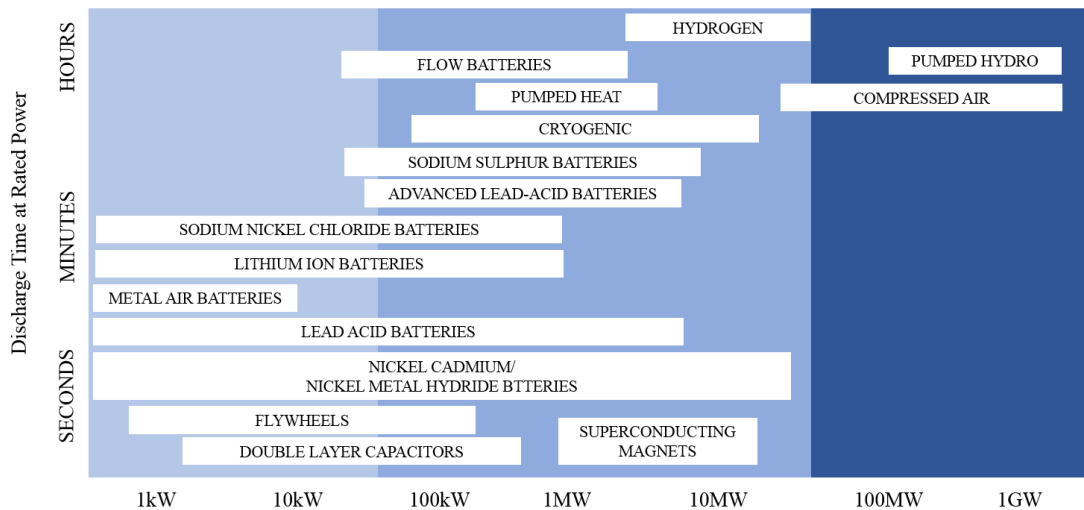 HYDROGEN
PUMPED HYDRO
FLOW BATTERIES
PUMPED HEAT
COMPRESSED AIR
CRYOGENIC
SODIUM SULPHUR BATTERIES
ADVANCED LEAD-ACID BATTERIES
SODIUM NICKEL CHLORIDE BATTERIES
LITHIUM ION BATTERIES
METAL AIR BATTERIES
LEAD ACID BATTERIES
NICKEL CADMIUM/
NICKEL METAL HYDRIDE BTTERIES
FLYWHEELS
SUPERCONDUCTING
MAGNETS
DOUBLE LAYER CAPACITORS
Discharge Time at Rated Power
HOURS
MINUTES
SECONDS
1kW 10kW 100kW 1MW 10MW 100MW 1GW